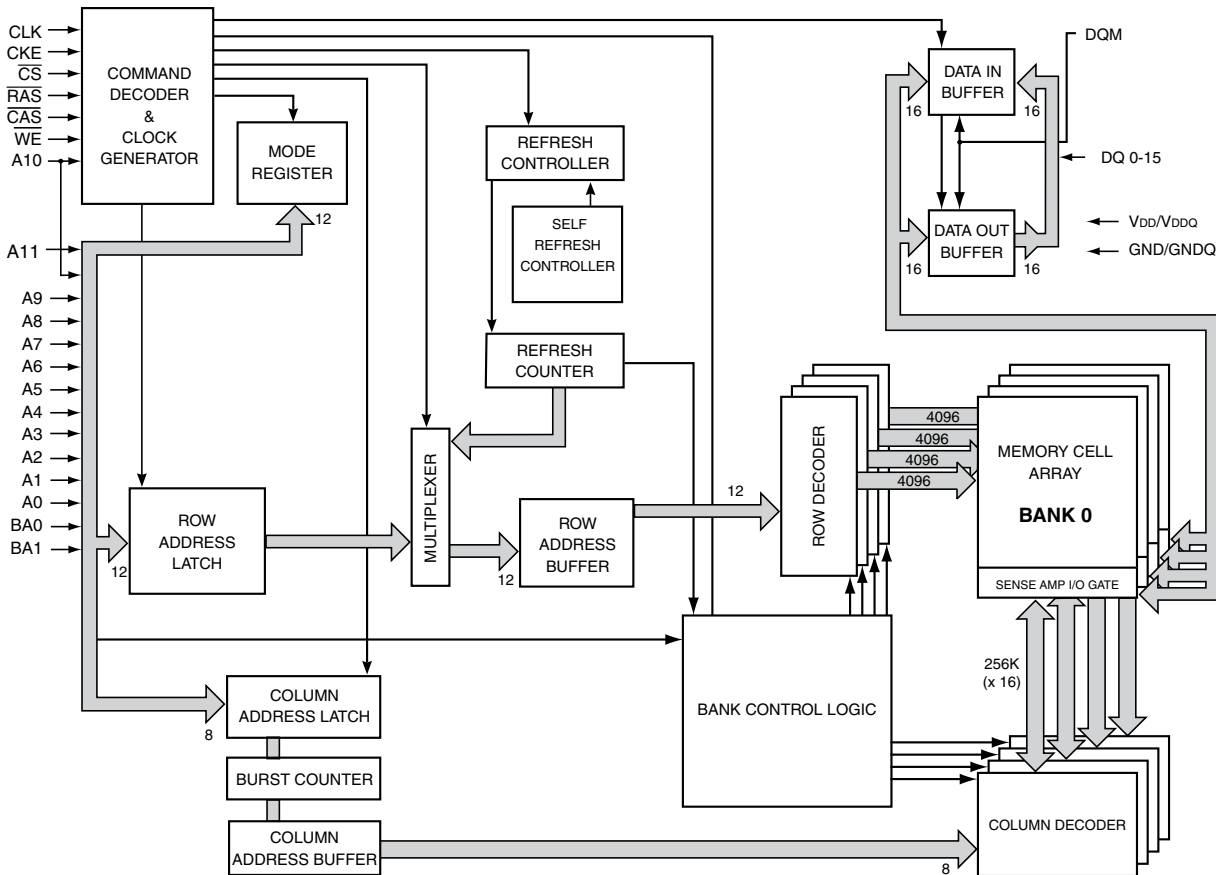 CLK
CKE
CS
RAS
CAS
WE
A10
A11
A9
A8
A7
A6
A5
A4
A3
A2
A1
A0
BA0
BA1
COMMAND
DECODER
&
CLOCK
GENERATOR
MODE
REGISTER
12
REFRESH
CONTROLLER
SELF
REFRESH
CONTROLLER
REFRESH
COUNTER
DATA IN
BUFFER
16
16
DQM
DQ 0-15
VDD/VDDQ
GND/GNDQ
DATA OUT
BUFFER
16
16
ROW
ADDRESS
LATCH
12
MULTIPLEXER
12
ROW
ADDRESS
BUFFER
12
ROW DECODER
4096
4096
4096
4096
MEMORY CELL
ARRAY
BANK 0
SENSE AMP I/O GATE
256K
(x 16)
BANK CONTROL LOGIC
COLUMN
ADDRESS LATCH
8
BURST COUNTER
COLUMN
ADDRESS BUFFER
8
COLUMN DECODER